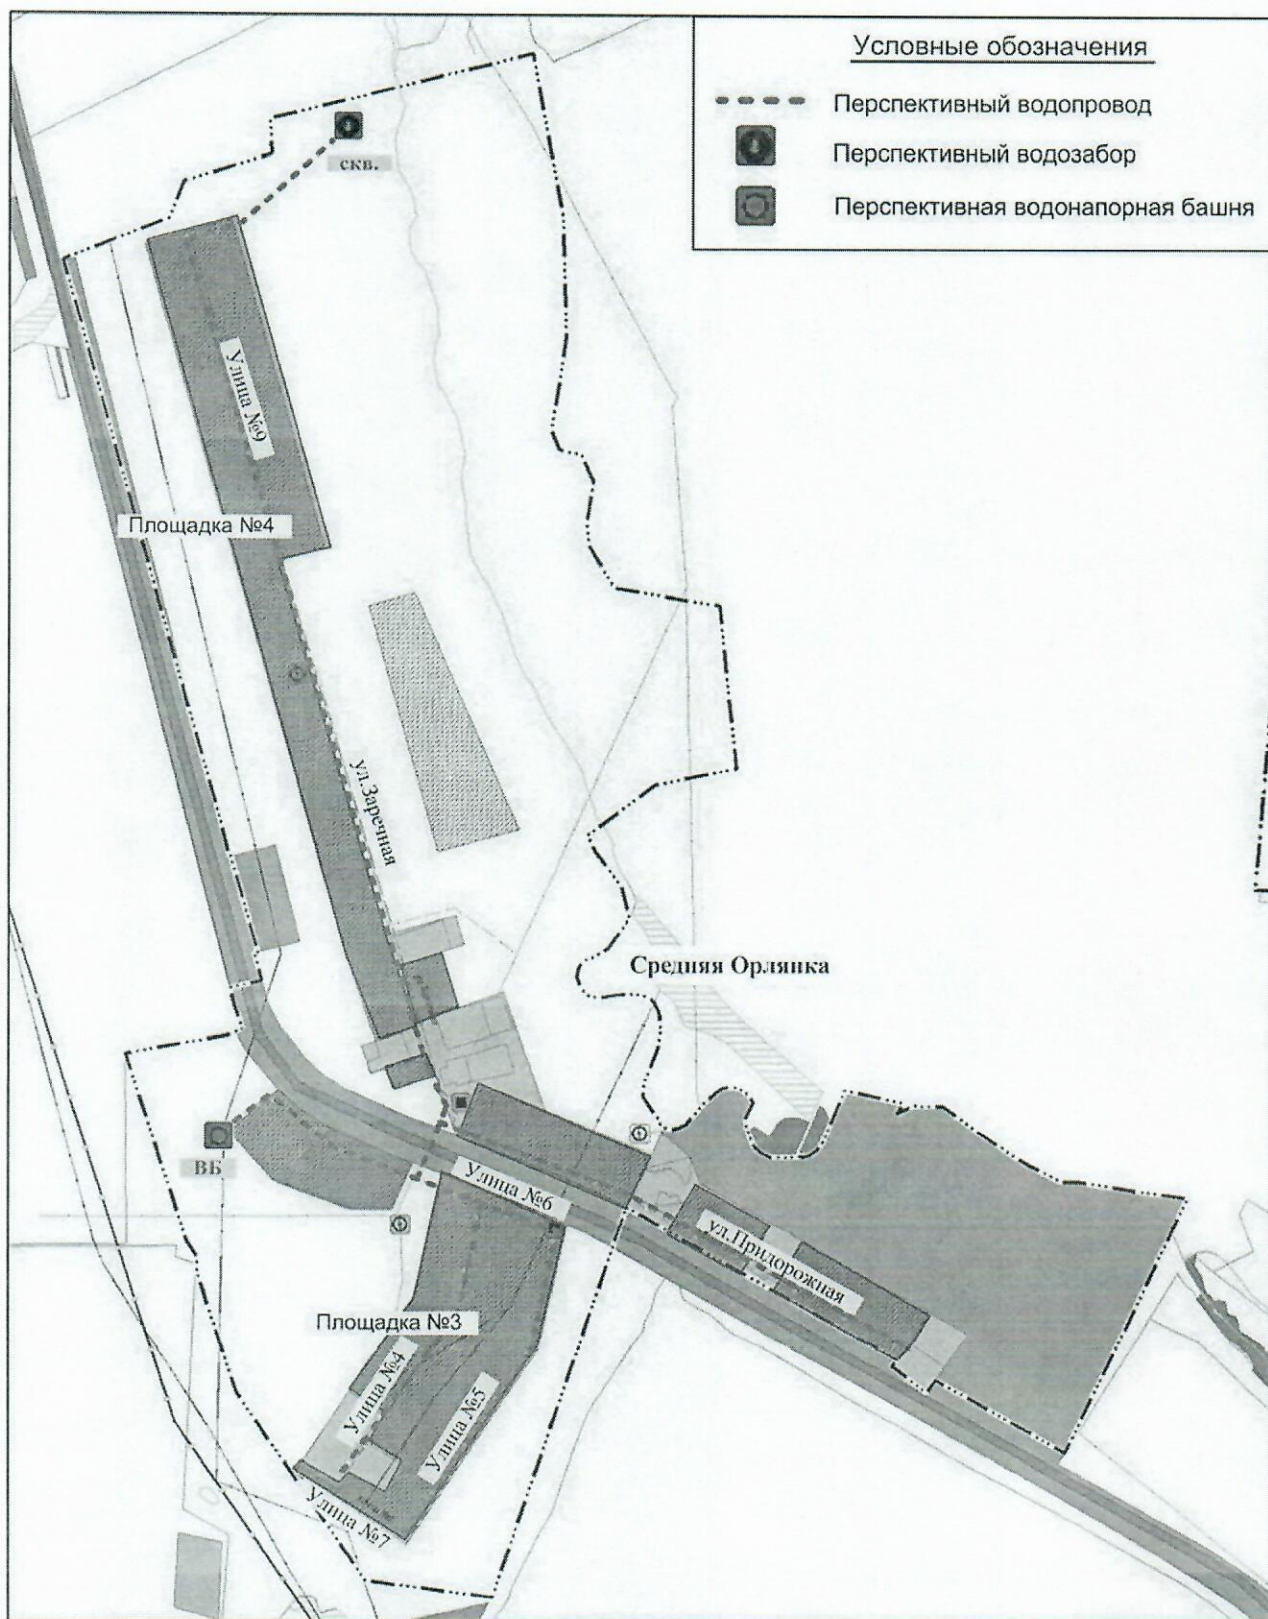 Условные обозначения
Перспективный водопровод
Перспективный водозабор
Перспективная водонапорная башня
скв.
Улица №9
Площадка №4
ул.Заречная
Средняя Орлянка
ВБ
Улица №6
ул.Придорожная
Площадка №3
Улица №4
Улица №5
Улица №7